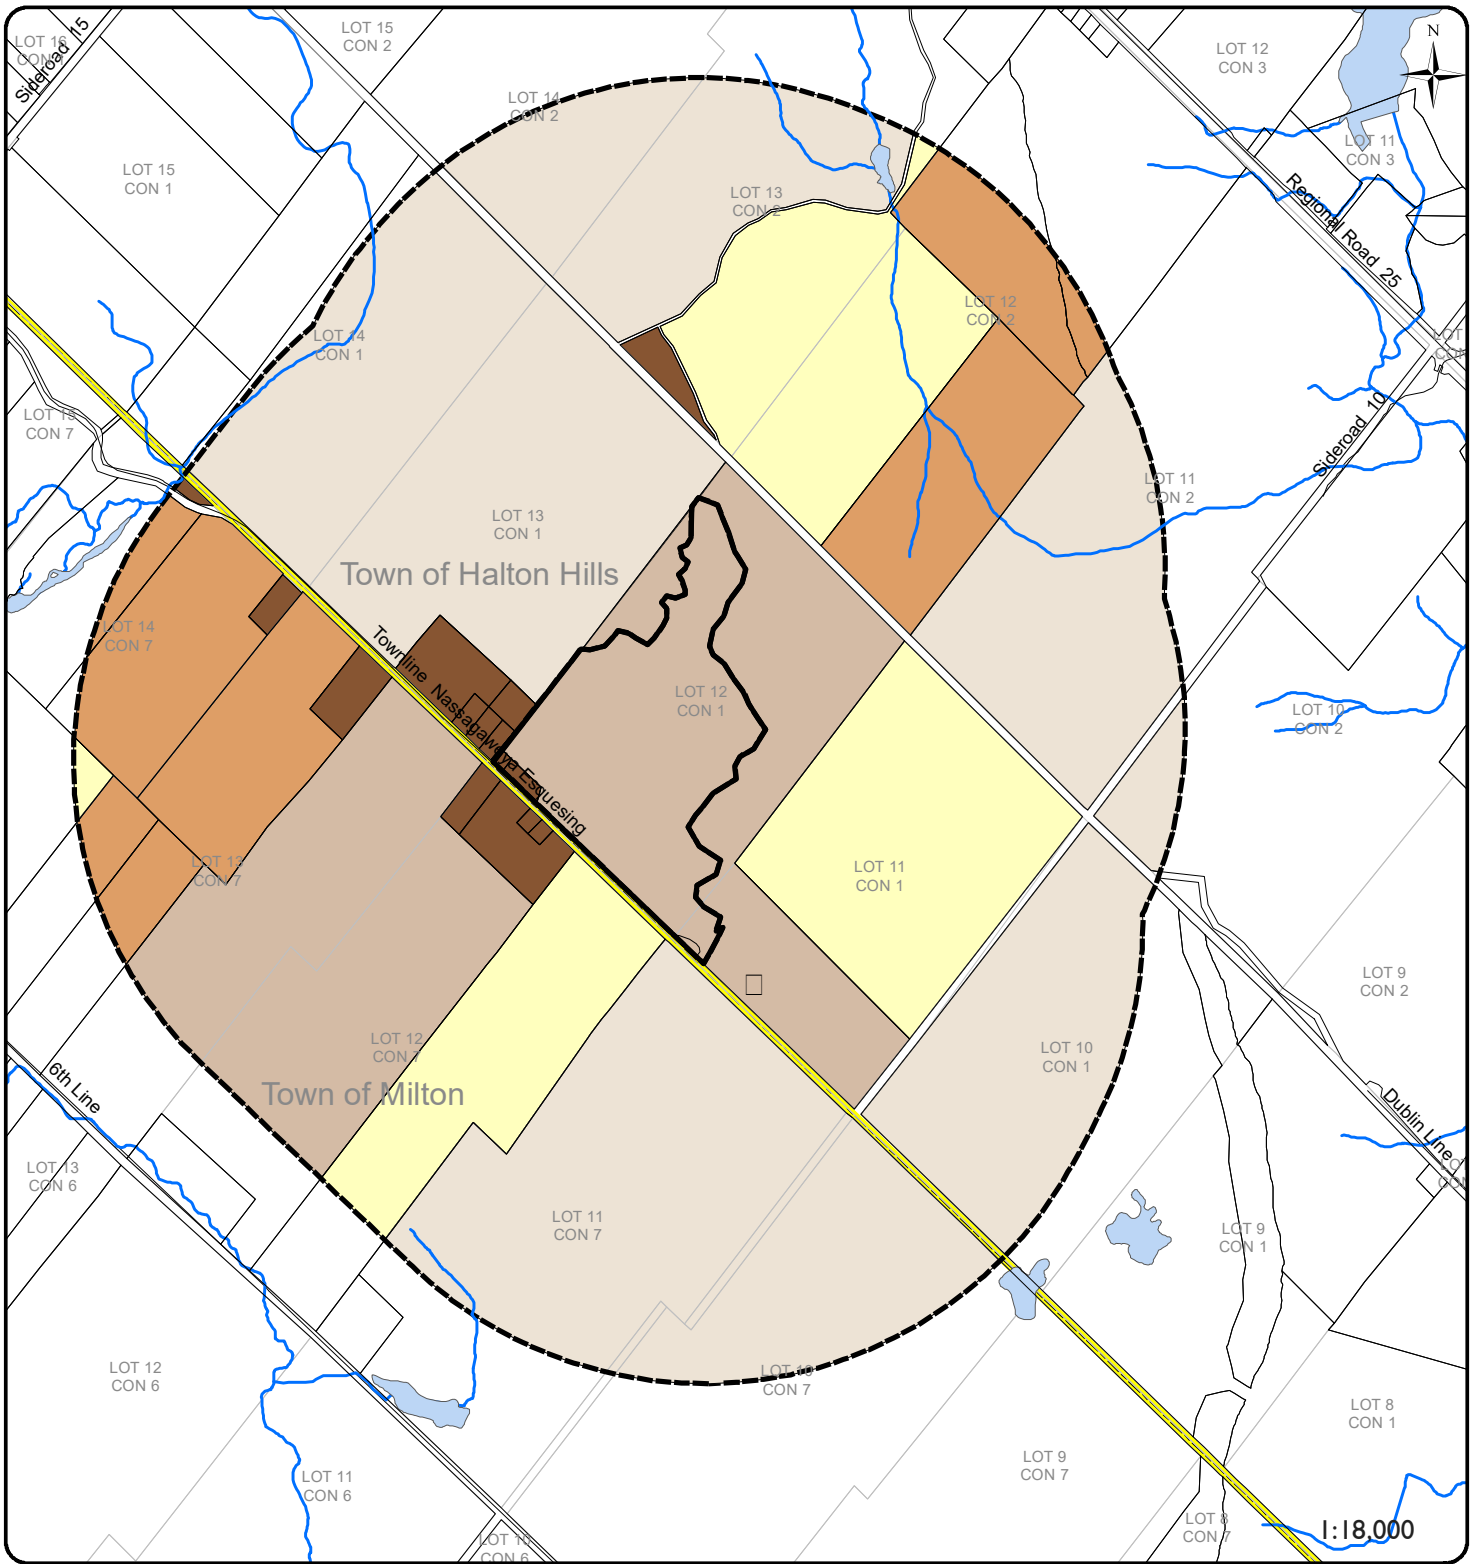 LOT 16
CON
Sideroad 15
LOT 15
CON 2
LOT 12
CON 3
N
LOT 14
CON 2
LOT 11
CON 3
LOT 15
CON 1
LOT 13
CON 2
Regional Road 25
LOT 12
CON 2
LOT 14
CON 1
LOT
CON
LOT 15
CON 7
Sideroad 10
LOT 11
CON 2
LOT 13
CON 1
Town of Halton Hills
LOT 14
CON 7
Townline Nassagaweya Esquesing
LOT 12
CON 1
LOT 10
CON 2
LOT 13
CON 7
LOT 11
CON 1
LOT 9
CON 2
LOT 12
CON 7
LOT 10
CON 1
6th Line
Town of Milton
Dublin Line
LOT 13
CON 6
LO
CON
LOT 11
CON 7
LOT 9
CON 1
LOT 12
CON 6
LOT 10
CON 7
LOT 8
CON 1
LOT 9
CON 7
LOT 11
CON 6
LOT 8
CON 7
1:18,000
LOT 10
CON 6